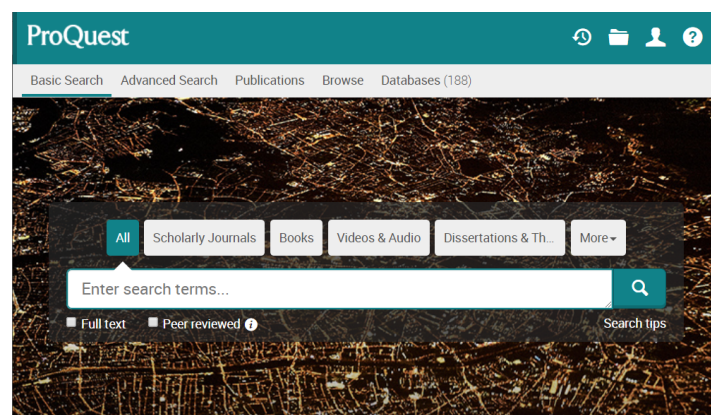 ProQuest
Basic Search Advanced Search Publications Browse Databases (188)
All Scholarly Journals Books Videos & Audio Dissertations & Th... More
Enter search terms...
Full text Peer reviewed i Search tips